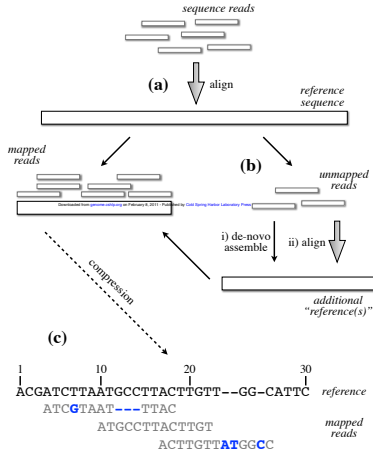 sequence reads
(a)
align
reference
sequence
mapped
reads
(b)
unmapped
reads
Downloaded from genome.cshlp.org on February 8, 2011 - Published by Cold Spring Harbor Laboratory Press
i) de-novo
assemble
ii) align
compression
additional
"reference(s)"
(c)
1 10 20 30
ACGATCTTAATGCCTTACTTGTT--GG-CATTC reference
ATCGTAAT---TTAC
ATGCCTTACTTGT mapped
ACTTGTTATGGCC reads